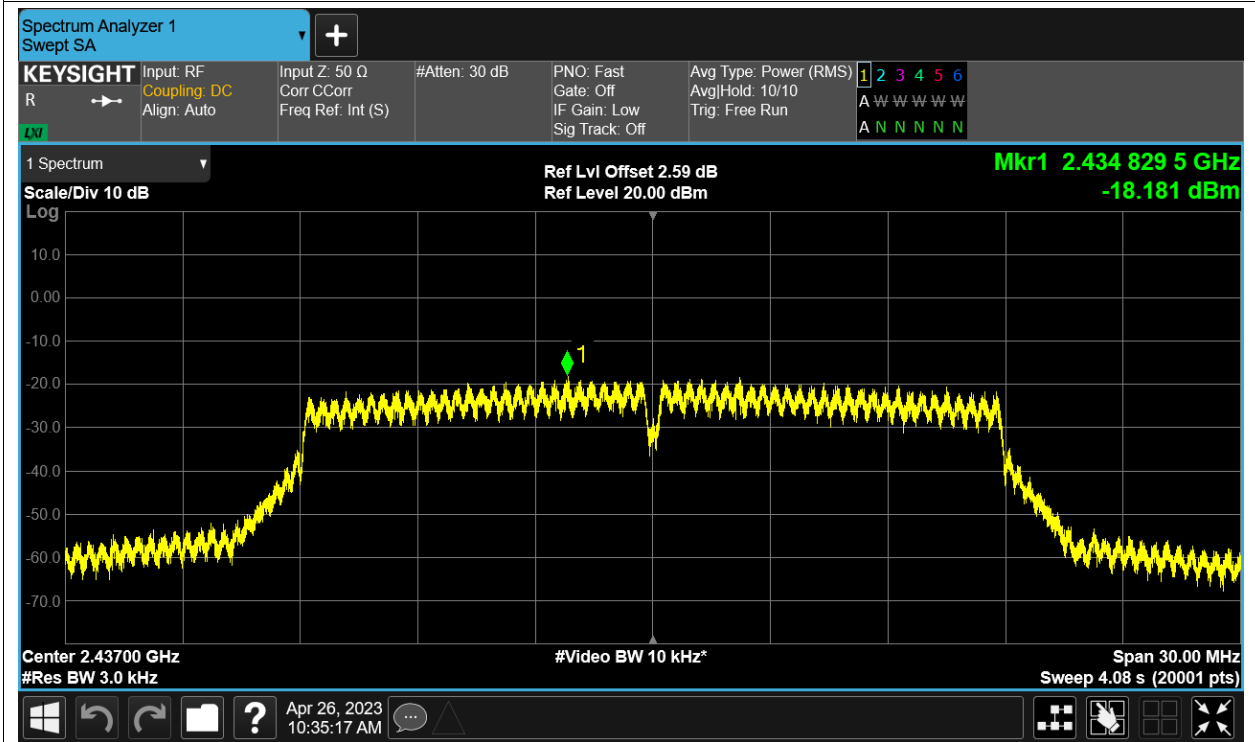 Spectrum Analyzer 1
Swept SA
+
KEYSIGHT
R
LXI
Input: RF
Coupling: DC
Align: Auto
Input Z: 50 Ω
Corr CCorr
Freq Ref: Int (S)
#Atten: 30 dB
PNO: Fast
Gate: Off
IF Gain: Low
Sig Track: Off
Avg Type: Power (RMS)
Avg|Hold: 10/10
Trig: Free Run
1 2 3 4 5 6
A W W W W W
A N N N N N
1 Spectrum
Scale/Div 10 dB
Log
Ref Lvl Offset 2.59 dB
Ref Level 20.00 dBm
Mkr1 2.434 829 5 GHz
-18.181 dBm
10.0
0.00
-10.0
1
-20.0
-30.0
-40.0
-50.0
-60.0
-70.0
Center 2.43700 GHz
#Video BW 10 kHz*
Span 30.00 MHz
#Res BW 3.0 kHz
Sweep 4.08 s (20001 pts)
?
Apr 26, 2023
10:35:17 AM